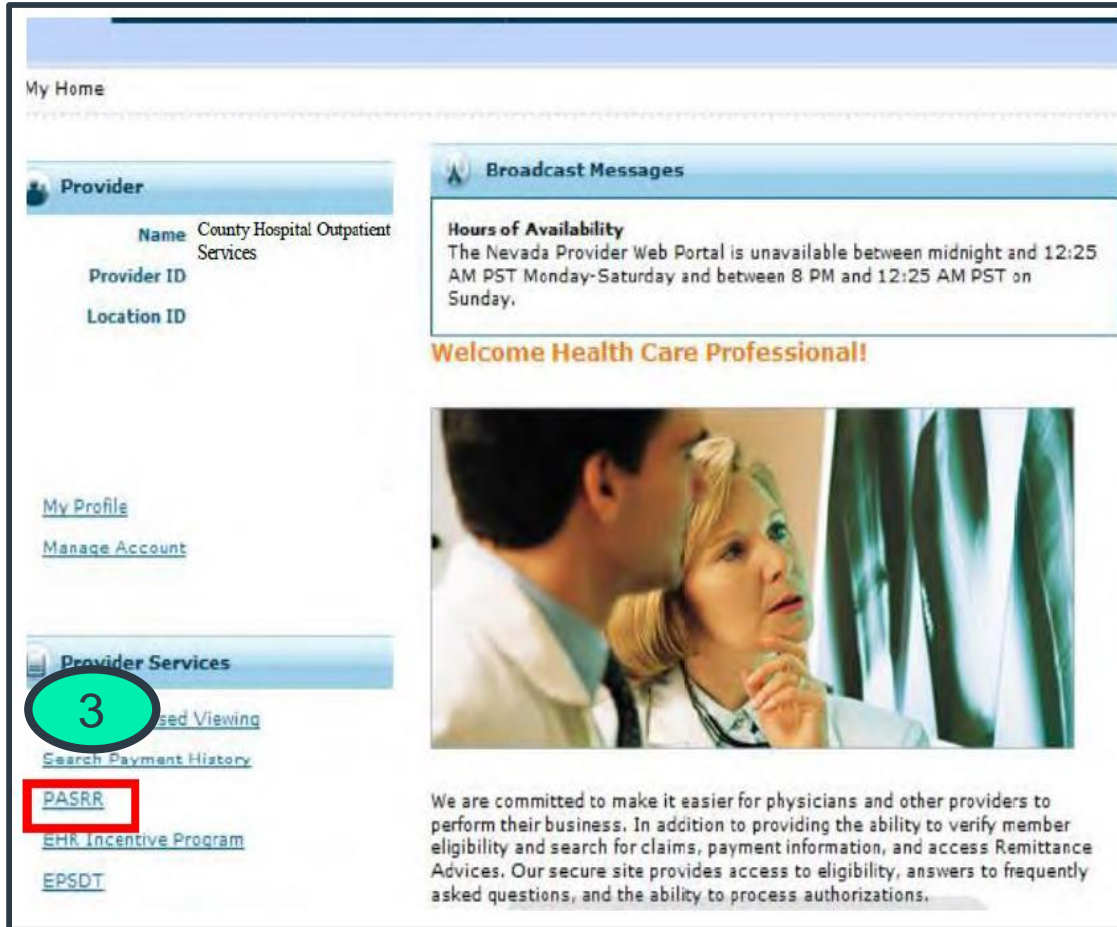 My Home
Provider
Name County Hospital Outpatient
Services
Provider ID
Location ID
My Profile
Manage Account
Provider Services
3
Viewing
Search Payment History
PASRR
EHR Incentive Program
EPSDT
Broadcast Messages
Hours of Availability
The Nevada Provider Web Portal is unavailable between midnight and 12:25
AM PST Monday-Saturday and between 8 PM and 12:25 AM PST on
Sunday.
Welcome Health Care Professional!
We are committed to make it easier for physicians and other providers to
perform their business. In addition to providing the ability to verify member
eligibility and search for claims, payment information, and access Remittance
Advices. Our secure site provides access to eligibility, answers to frequently
asked questions, and the ability to process authorizations.